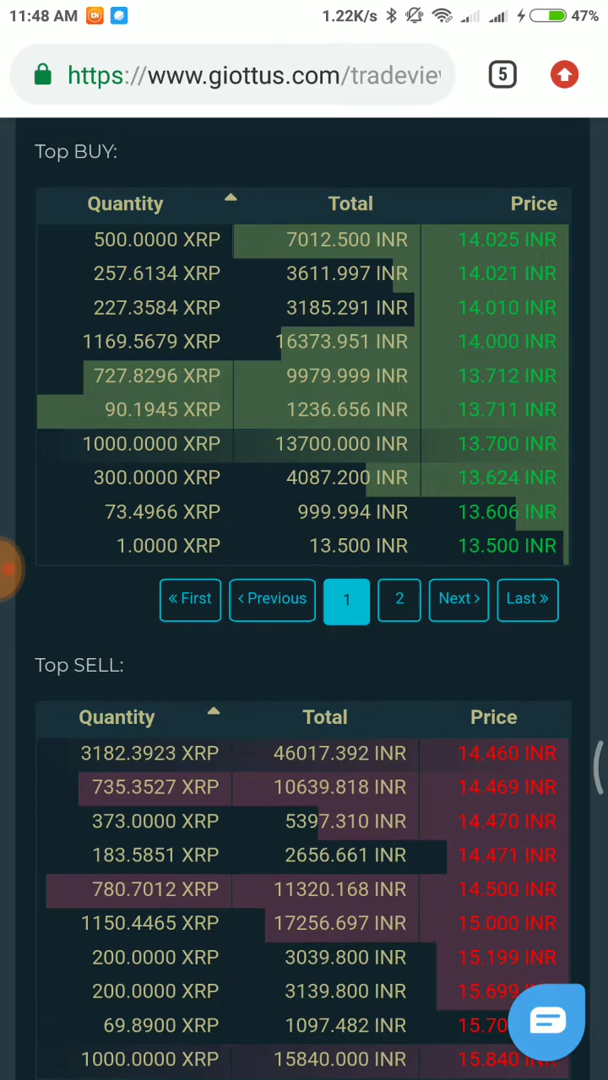 11:48 AM 1.22K/s 47%
https://www.giottus.com/tradeview 5
Top BUY:
Quantity Total Price
500.0000 XRP 7012.500 INR 14.025 INR
257.6134 XRP 3611.997 INR 14.021 INR
227.3584 XRP 3185.291 INR 14.010 INR
1169.5679 XRP 16373.951 INR 14.000 INR
727.8296 XRP 9979.999 INR 13.712 INR
90.1945 XRP 1236.656 INR 13.711 INR
1000.0000 XRP 13700.000 INR 13.700 INR
300.0000 XRP 4087.200 INR 13.624 INR
73.4966 XRP 999.994 INR 13.606 INR
1.0000 XRP 13.500 INR 13.500 INR
« First ‹ Previous 1 2 Next › Last »
Top SELL:
Quantity Total Price
3182.3923 XRP 46017.392 INR 14.460 INR
735.3527 XRP 10639.818 INR 14.469 INR
373.0000 XRP 5397.310 INR 14.470 INR
183.5851 XRP 2656.661 INR 14.471 INR
780.7012 XRP 11320.168 INR 14.500 INR
1150.4465 XRP 17256.697 INR 15.000 INR
200.0000 XRP 3039.800 INR 15.199 INR
200.0000 XRP 3139.800 INR 15.699
69.8900 XRP 1097.482 INR 15.70
1000.0000 XRP 15840.000 INR 15.840 INR